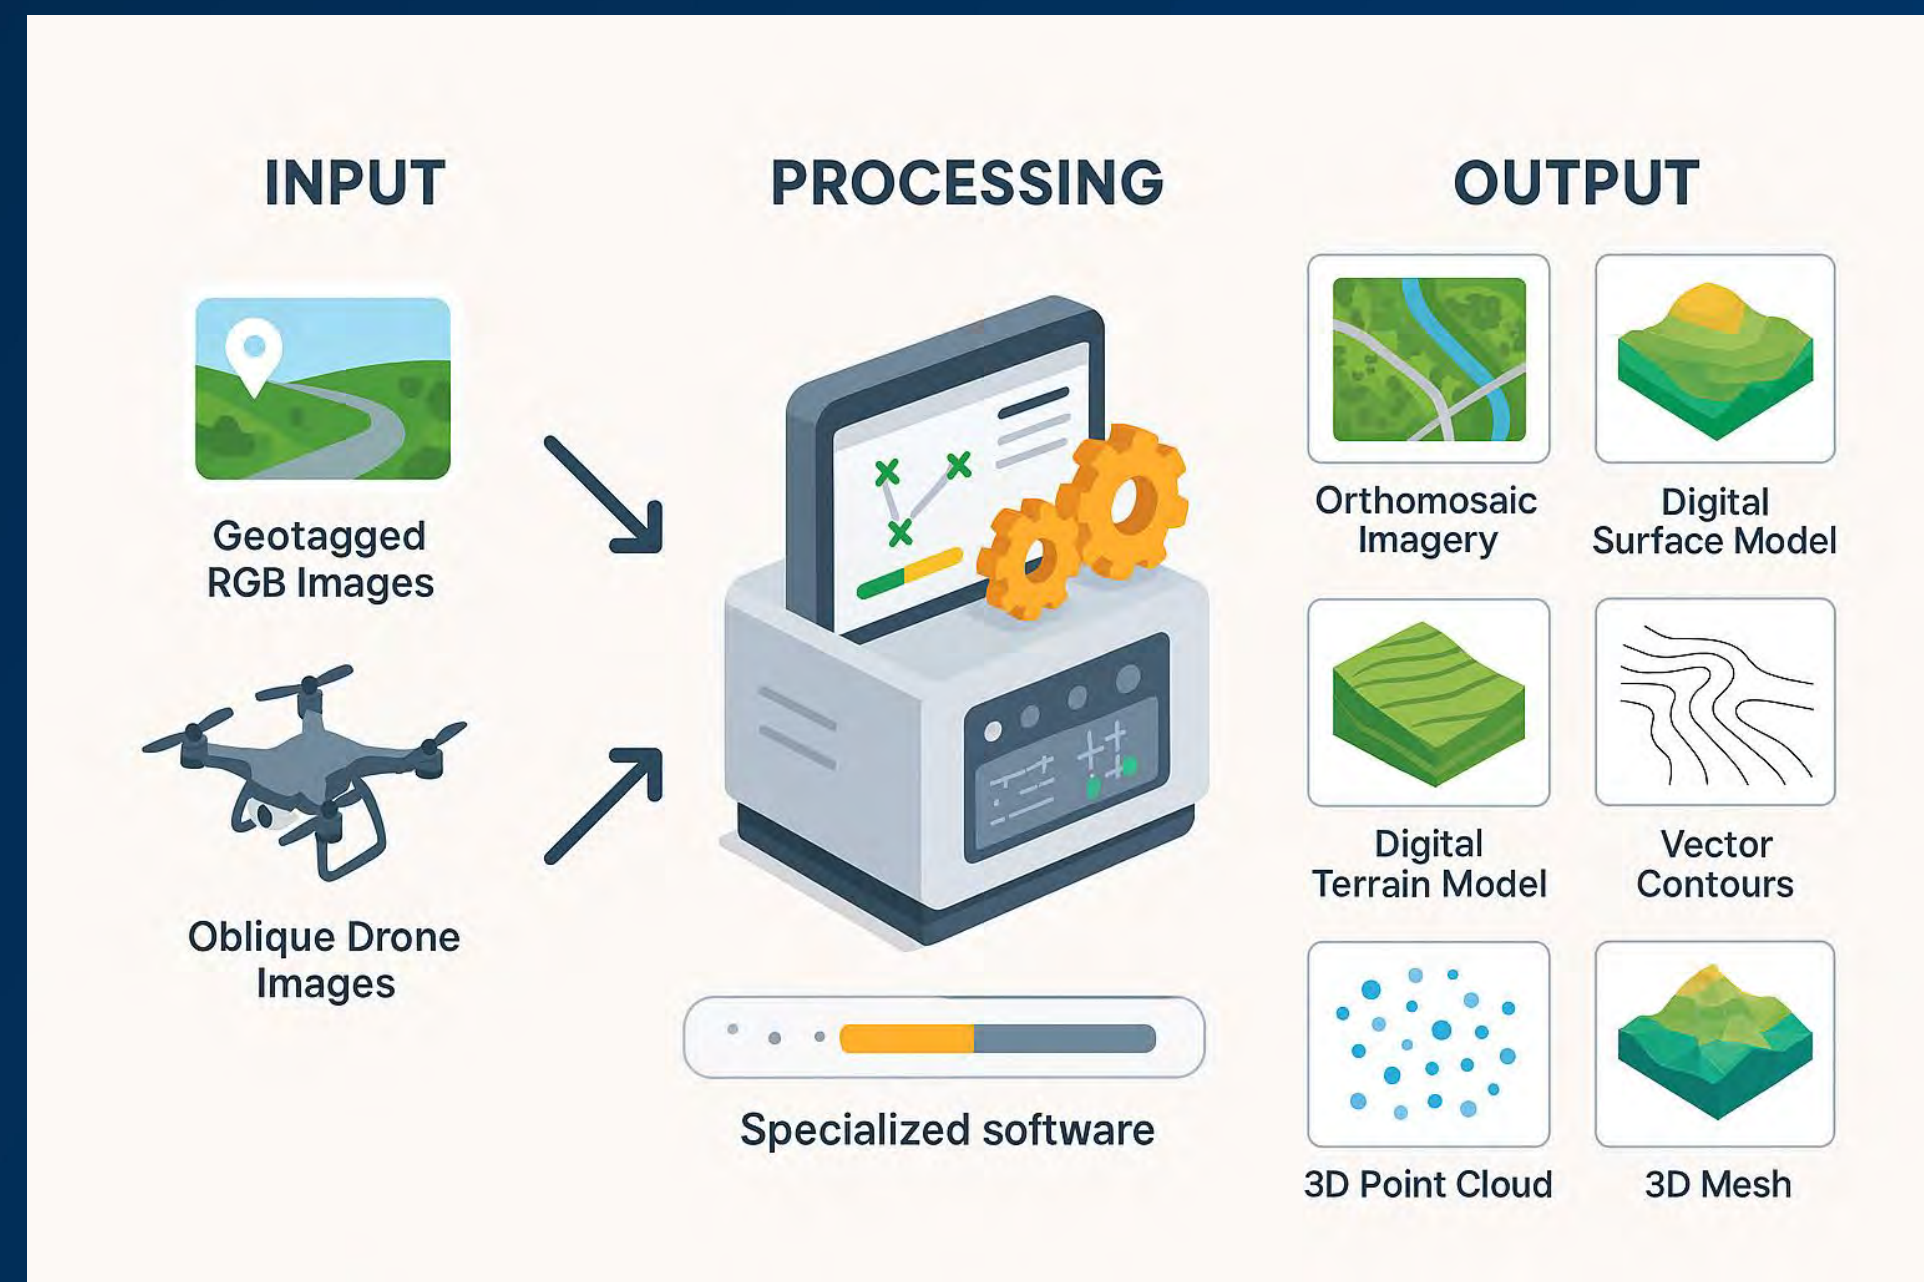 INPUT
PROCESSING
OUTPUT
Geotagged
RGB Images
Oblique Drone
Images
Specialized software
Orthomosaic
Imagery
Digital
Surface Model
Digital
Terrain Model
Vector
Contours
3D Point Cloud
3D Mesh